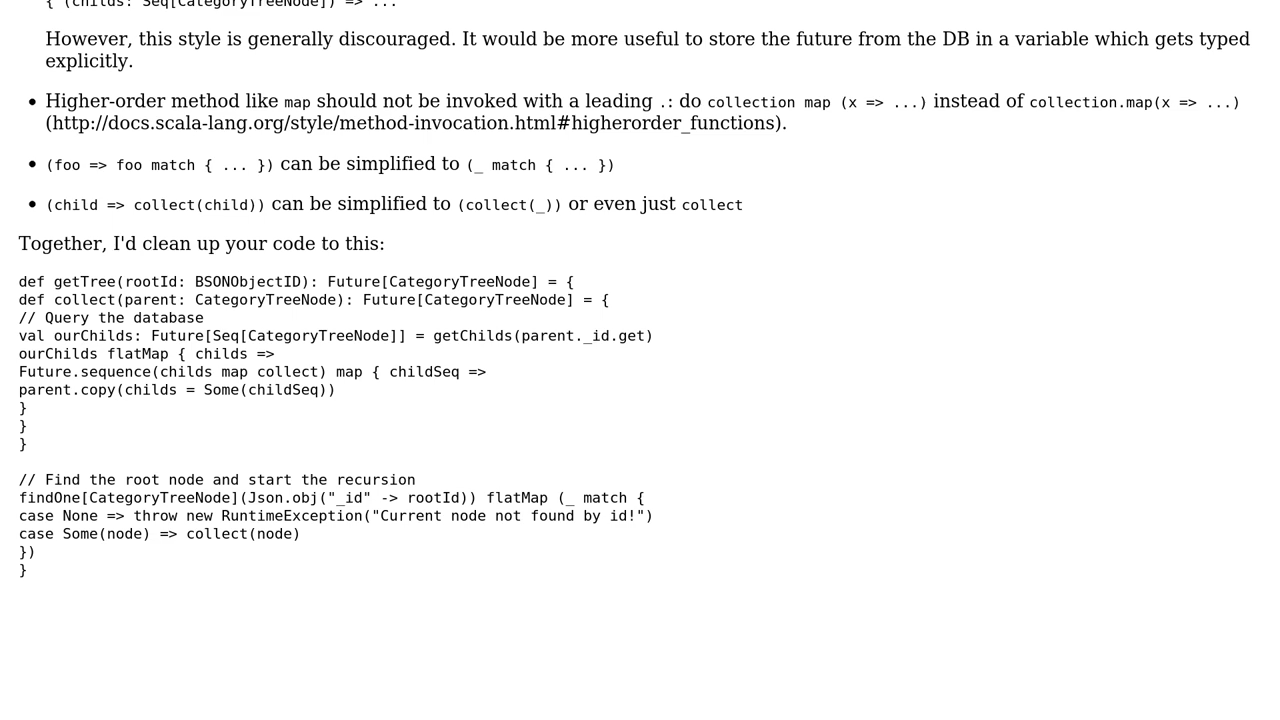 { (childs: Seq[CategoryTreeNode]) => ...
However, this style is generally discouraged. It would be more useful to store the future from the DB in a variable which gets typed
explicitly.
• Higher-order method like map should not be invoked with a leading .: do collection map (x => ...) instead of collection.map(x => ...)
(http://docs.scala-lang.org/style/method-invocation.html#higherorder_functions).
• (foo => foo match { ... }) can be simplified to (_ match { ... })
• (child => collect(child)) can be simplified to (collect(_)) or even just collect
Together, I'd clean up your code to this:
def getTree(rootId: BSONObjectID): Future[CategoryTreeNode] = {
def collect(parent: CategoryTreeNode): Future[CategoryTreeNode] = {
// Query the database
val ourChilds: Future[Seq[CategoryTreeNode]] = getChilds(parent._id.get)
ourChilds flatMap { childs =>
Future.sequence(childs map collect) map { childSeq =>
parent.copy(childs = Some(childSeq))
}
}
}
// Find the root node and start the recursion
findOne[CategoryTreeNode](Json.obj("_id" -> rootId)) flatMap (_ match {
case None => throw new RuntimeException("Current node not found by id!")
case Some(node) => collect(node)
})
}